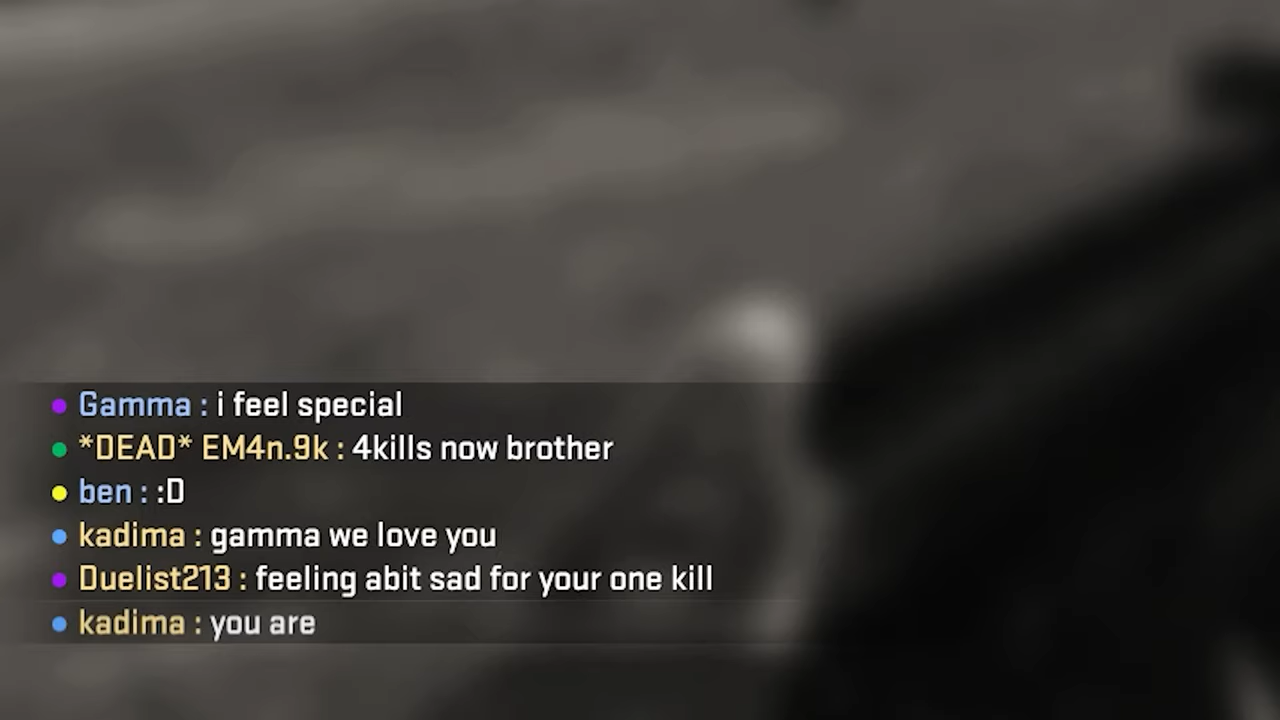 Gamma : i feel special
*DEAD* EM4n.9k : 4kills now brother
ben : :D
kadima : gamma we love you
Duelist213 : feeling abit sad for your one kill
kadima : you are